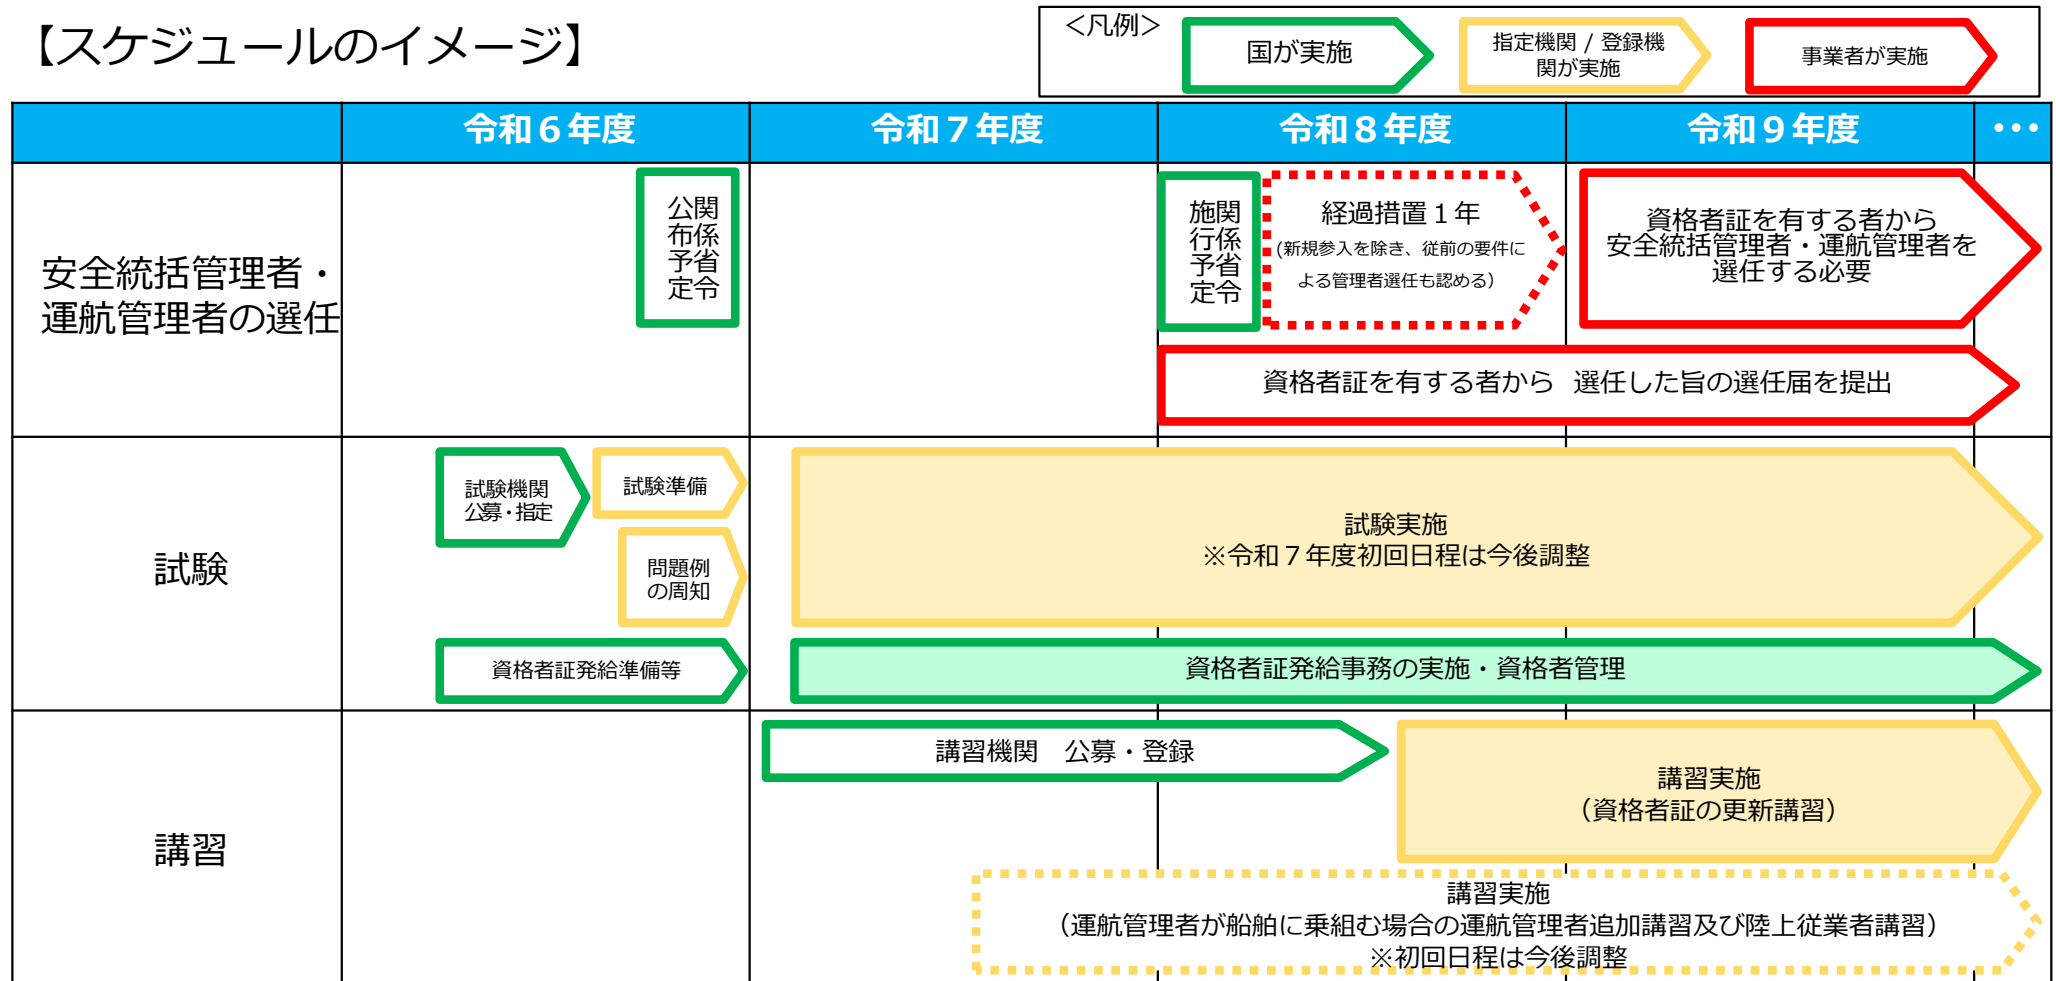 【スケジュールのイメージ】
＜凡例＞
国が実施
指定機関 / 登録機
関が実施
事業者が実施
令和６年度
令和７年度
令和８年度
令和９年度
･･･
安全統括管理者・
運航管理者の選任
関係省令
公布予定
関係省令
施行予定
経過措置１年
(新規参入を除き、従前の要件に
よる管理者選任も認める)
資格者証を有する者から
安全統括管理者・運航管理者を
選任する必要
資格者証を有する者から 選任した旨の選任届を提出
試験
試験機関
公募・指定
試験準備
問題例
の周知
試験実施
※令和７年度初回日程は今後調整
資格者証発給準備等
資格者証発給事務の実施・資格者管理
講習
講習機関　公募・登録
講習実施
（資格者証の更新講習）
講習実施
（運航管理者が船舶に乗組む場合の運航管理者追加講習及び陸上従業者講習）
※初回日程は今後調整